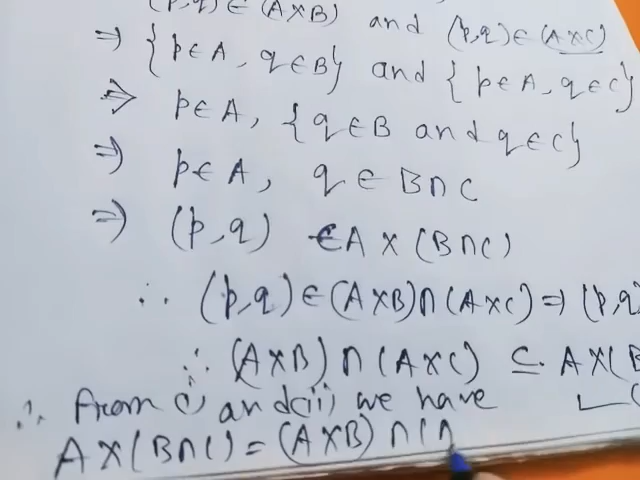 (p,q) ∈ (A×B) and (p,q) ∈ (A×C)
⇒ {p∈A, q∈B} and {p∈A, q∈C}
⇒ p∈A, {q∈B and q∈C}
⇒ p∈A, q∈B∩C
⇒ (p,q) ∈ A×(B∩C)
∴ (p,q)∈(A×B)∩(A×C) ⇒ (p,q
∴ (A×B)∩(A×C) ⊆ A×(B
∴ From (i) and (ii) we have
A×(B∩C) = (A×B)∩(